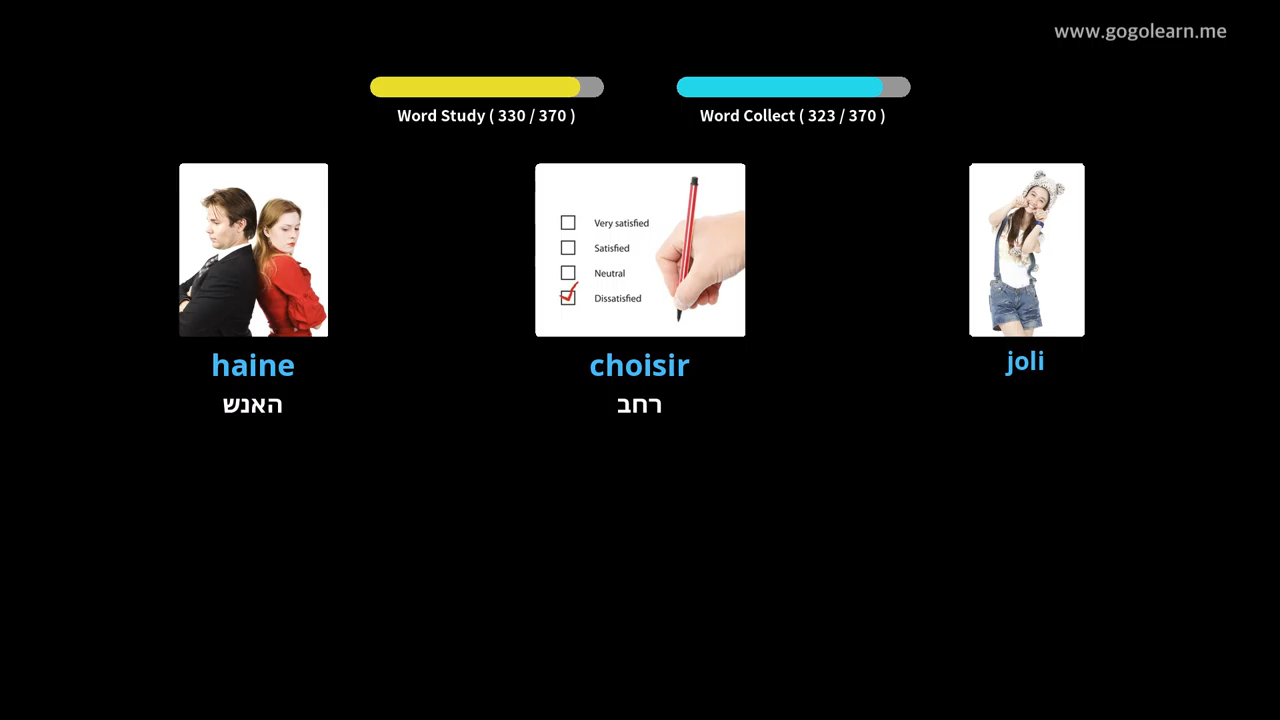 www.gogolearn.me
Word Study ( 330 / 370 )
Word Collect ( 323 / 370 )
Very satisfied
Satisfied
Neutral
Dissatisfied
haine
האנש
choisir
רחב
joli